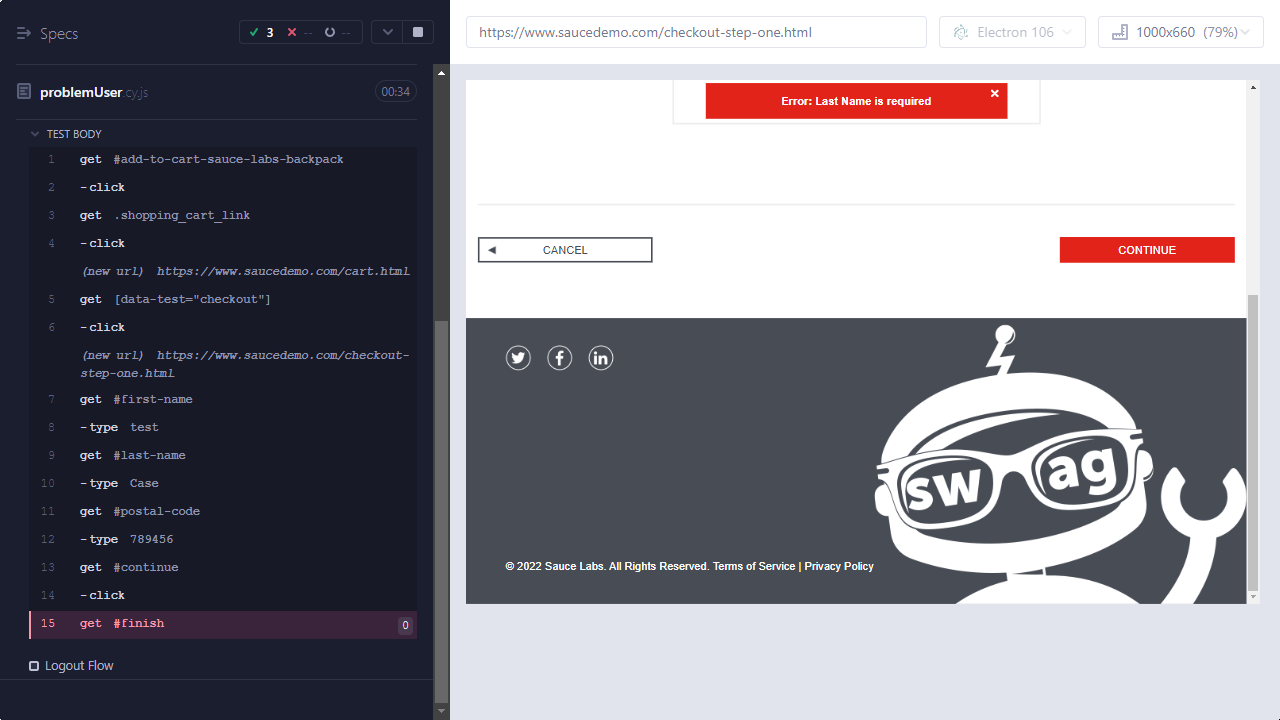 Specs
3 -- --
problemUser.cy.js 00:34
TEST BODY
1 get #add-to-cart-sauce-labs-backpack
2 -click
3 get .shopping_cart_link
4 -click
(new url) https://www.saucedemo.com/cart.html
5 get [data-test="checkout"]
6 -click
(new url) https://www.saucedemo.com/checkout-
step-one.html
7 get #first-name
8 -type test
9 get #last-name
10 -type Case
11 get #postal-code
12 -type 789456
13 get #continue
14 -click
15 get #finish 0
Logout Flow
https://www.saucedemo.com/checkout-step-one.html
Electron 106
1000x660 (79%)
Error: Last Name is required
CANCEL
CONTINUE
swag
© 2022 Sauce Labs. All Rights Reserved. Terms of Service | Privacy Policy